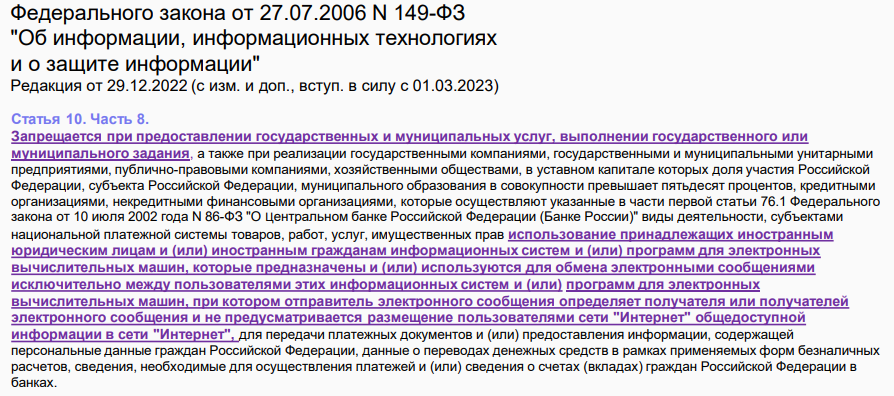 Федерального закона от 27.07.2006 N 149-ФЗ
"Об информации, информационных технологиях
и о защите информации"
Редакция от 29.12.2022 (с изм. и доп., вступ. в силу с 01.03.2023)
Статья 10. Часть 8.
Запрещается при предоставлении государственных и муниципальных услуг, выполнении государственного или
муниципального задания, а также при реализации государственными компаниями, государственными и муниципальными унитарными
предприятиями, публично-правовыми компаниями, хозяйственными обществами, в уставном капитале которых доля участия Российской
Федерации, субъекта Российской Федерации, муниципального образования в совокупности превышает пятьдесят процентов, кредитными
организациями, некредитными финансовыми организациями, которые осуществляют указанные в части первой статьи 76.1 Федерального
закона от 10 июля 2002 года N 86-ФЗ "О Центральном банке Российской Федерации (Банке России)" виды деятельности, субъектами
национальной платежной системы товаров, работ, услуг, имущественных прав использование принадлежащих иностранным
юридическим лицам и (или) иностранным гражданам информационных систем и (или) программ для электронных
вычислительных машин, которые предназначены и (или) используются для обмена электронными сообщениями
исключительно между пользователями этих информационных систем и (или) программ для электронных
вычислительных машин, при котором отправитель электронного сообщения определяет получателя или получателей
электронного сообщения и не предусматривается размещение пользователями сети "Интернет" общедоступной
информации в сети "Интернет", для передачи платежных документов и (или) предоставления информации, содержащей
персональные данные граждан Российской Федерации, данные о переводах денежных средств в рамках применяемых форм безналичных
расчетов, сведения, необходимые для осуществления платежей и (или) сведения о счетах (вкладах) граждан Российской Федерации в
банках.